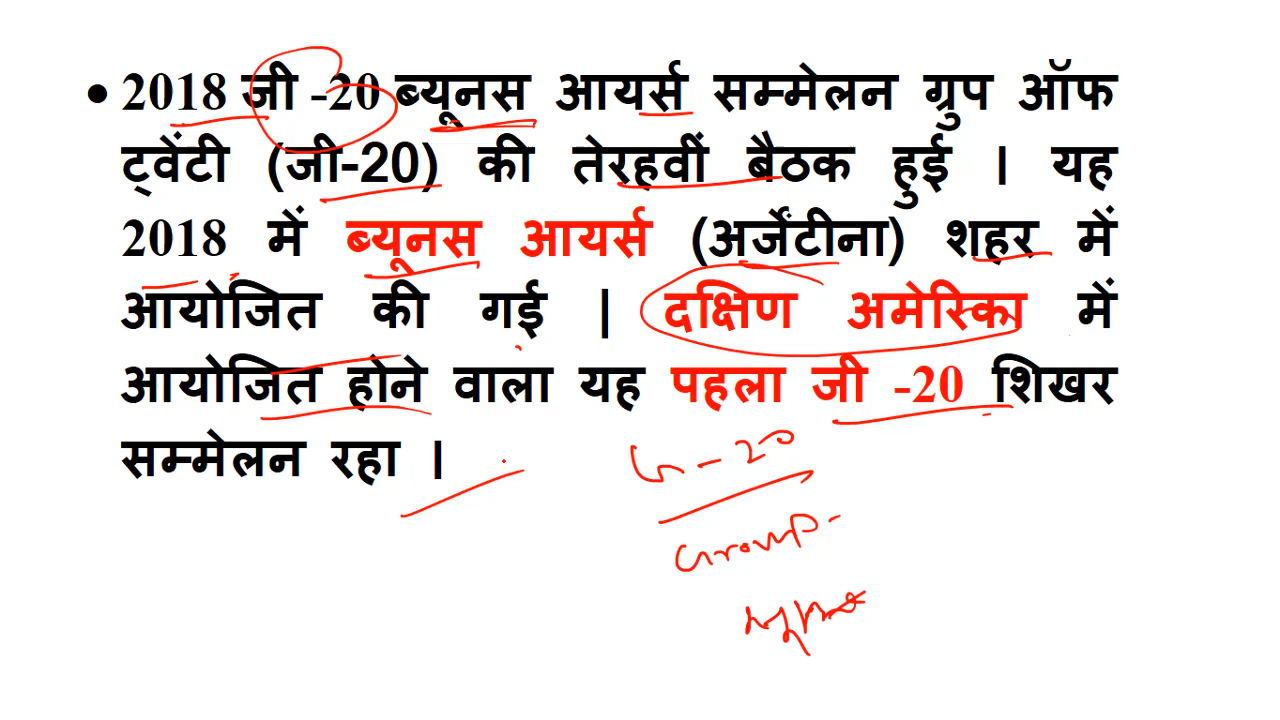 • 2018 जी -20 ब्यूनस आयर्स सम्मेलन ग्रुप ऑफ
ट्वेंटी (जी-20) की तेरहवीं बैठक हुई । यह
2018 में ब्यूनस आयर्स (अर्जेंटीना) शहर में
आयोजित की गई | दक्षिण अमेरिका में
आयोजित होने वाला यह पहला जी -20 शिखर
सम्मेलन रहा ।
G-20
Group